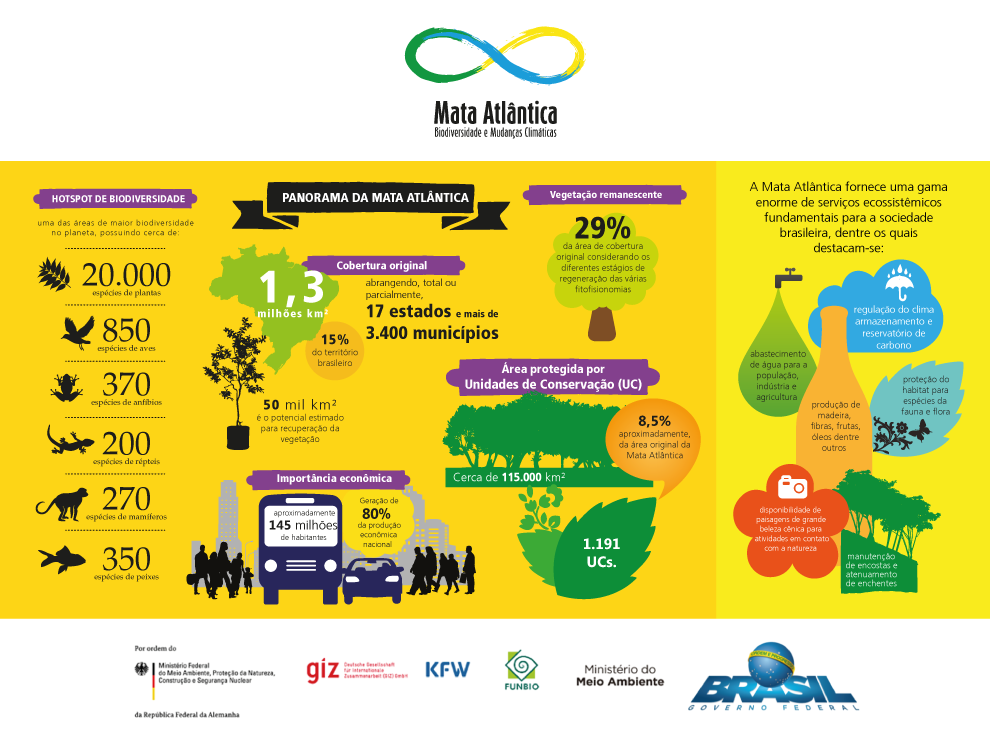 Mata Atlântica
Biodiversidade e Mudanças Climáticas
HOTSPOT DE BIODIVERSIDADE
uma das áreas de maior biodiversidade
no planeta, possuindo cerca de:
20.000
espécies de plantas
850
espécies de aves
370
espécies de anfíbios
200
espécies de répteis
270
espécies de mamíferos
350
espécies de peixes
PANORAMA DA MATA ATLÂNTICA
Cobertura original
1,3
milhões km²
abrangendo, total ou
parcialmente,
17 estados e mais de
3.400 municípios
15%
do território
brasileiro
50 mil km²
é o potencial estimado
para recuperação da
vegetação
Importância econômica
aproximadamente
145 milhões
de habitantes
Geração de
80%
da produção
econômica
nacional
Vegetação remanescente
29%
da área de cobertura
original considerando os
diferentes estágios de
regeneração das várias
fitofisionomias
Área protegida por
Unidades de Conservação (UC)
8,5%
aproximadamente,
da área original da
Mata Atlântica
Cerca de 115.000 km²
1.191
UCs.
A Mata Atlântica fornece uma gama
enorme de serviços ecossistêmicos
fundamentais para a sociedade
brasileira, dentre os quais
destacam-se:
regulação do clima
armazenamento e
reservatório de
carbono
abastecimento
de água para a
população,
indústria e
agricultura
proteção do
habitat para
espécies da
fauna e flora
produção de
madeira,
fibras, frutas,
óleos dentre
outros
disponibilidade de
paisagens de grande
beleza cênica para
atividades em contato
com a natureza
manutenção
de encostas e
atenuamento
de enchentes
Por ordem do
Ministério Federal
do Meio Ambiente, Proteção da Natureza,
Construção e Segurança Nuclear
da República Federal da Alemanha
giz Deutsche Gesellschaft
für Internationale
Zusammenarbeit (GIZ) GmbH
KFW
FUNBIO
Ministério do
Meio Ambiente
BRASIL
GOVERNO FEDERAL